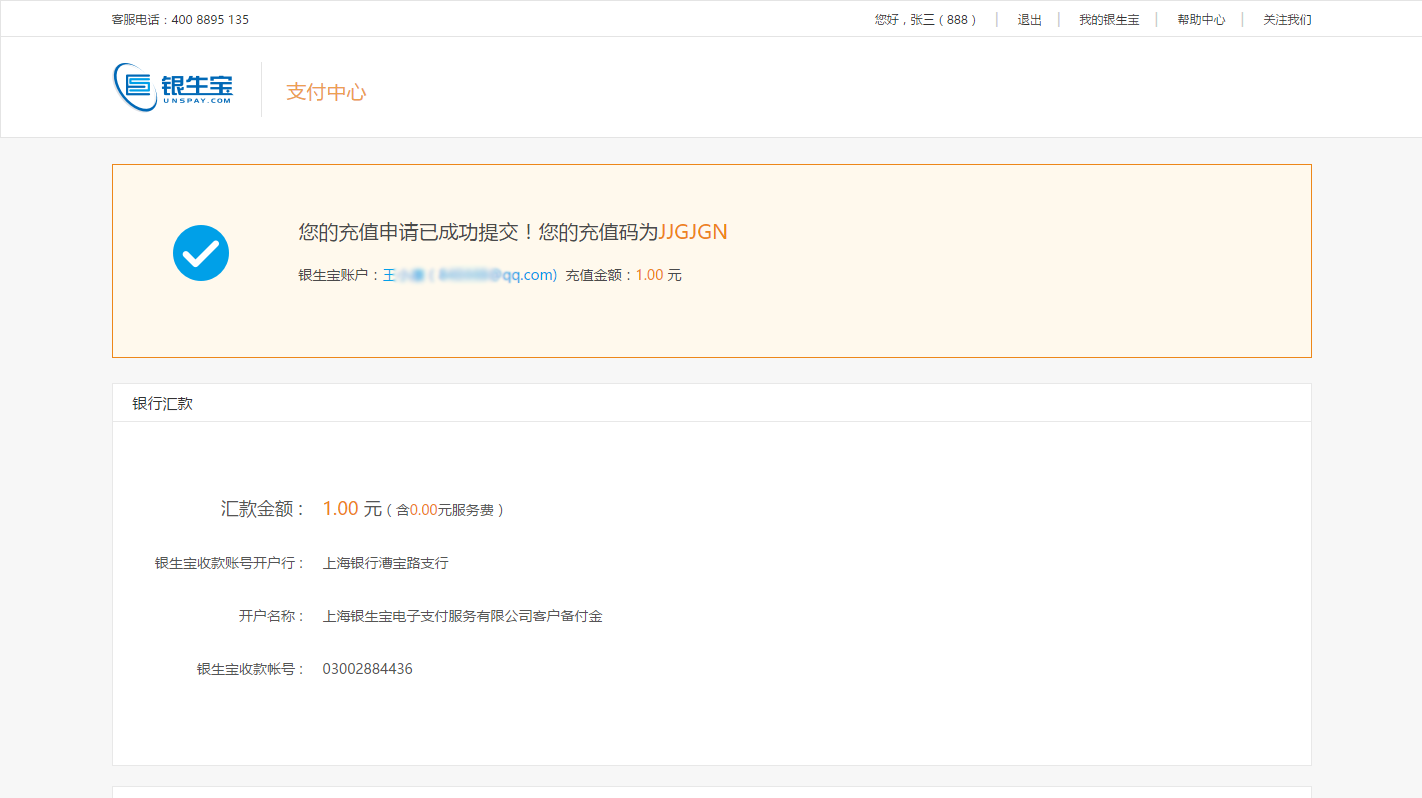 客服电话：400 8895 135
您好，张三（888） | 退出 | 我的银生宝 | 帮助中心 | 关注我们
银生宝
UNSPAY.COM
支付中心
您的充值申请已成功提交！您的充值码为JJGJGN
银生宝账户：王 @qq.com) 充值金额：1.00 元
银行汇款
汇款金额： 1.00 元（含0.00元服务费）
银生宝收款账号开户行： 上海银行漕宝路支行
开户名称： 上海银生宝电子支付服务有限公司客户备付金
银生宝收款帐号： 03002884436